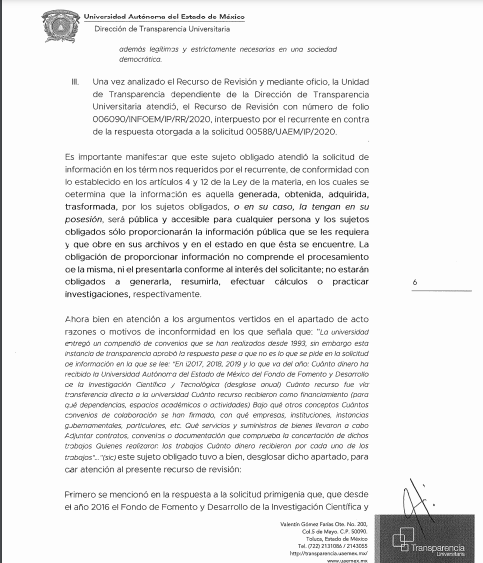 Universidad Autónoma del Estado de México
Dirección de Transparencia Universitaria
además legítimas y estrictamente necesarias en una sociedad
democrática.
III. Una vez analizado el Recurso de Revisión y mediante oficio, la Unidad
de Transparencia dependiente de la Dirección de Transparencia
Universitaria atendió, el Recurso de Revisión con número de folio
006090/INFOEM/IP/RR/2020, interpuesto por el recurrente en contra
de la respuesta otorgada a la solicitud 00588/UAEM/IP/2020.
Es importante manifestar que este sujeto obligado atendió la solicitud de
información en los términos requeridos por el recurrente, de conformidad con
lo establecido en los artículos 4 y 12 de la Ley de la materia, en los cuales se
determina que la información es aquella generada, obtenida, adquirida,
trasformada, por los sujetos obligados, o en su caso, la tengan en su
posesión, será pública y accesible para cualquier persona y los sujetos
obligados sólo proporcionarán la información pública que se les requiera
y que obre en sus archivos y en el estado en que ésta se encuentre. La
obligación de proporcionar información no comprende el procesamiento
de la misma, ni el presentarla conforme al interés del solicitante; no estarán
obligados a generarla, resumirla, efectuar cálculos o practicar
investigaciones, respectivamente.
6
Ahora bien en atención a los argumentos vertidos en el apartado de acto
razones o motivos de inconformidad en los que señala que: "La universidad
entregó un compendió de convenios que se han realizados desde 1993, sin embargo esta
instancia de transparencia aprobó la respuesta pese a que no es lo que se pide en la solicitud
de información en la que se lee: "En i2017, 2018, 2019 y lo que va del año: Cuánto dinero ha
recibido la Universidad Autónoma del Estado de México del Fondo de Fomento y Desarrollo
de la Investigación Científica y Tecnológica (desglose anual) Cuánto recurso fue vía
transferencia directa a la universidad Cuánto recurso recibieron como financiamiento (para
qué dependencias, espacios académicos o actividades) Bajo qué otros conceptos Cuántos
convenios de colaboración se han firmado, con qué empresas, instituciones, instancias
gubernamentales, particulares, etc. Qué servicios y suministros de bienes llevaron a cabo
Adjuntar contratos, convenios o documentación que comprueba la concertación de dichos
trabajos Quienes realizaron los trabajos Cuánto dinero recibieron por cada uno de los
trabajos"..."(sic) este sujeto obligado tuvo a bien, desglosar dicho apartado, para
dar atención al presente recurso de revisión:
Primero se mencionó en la respuesta a la solicitud primigenia que, que desde
el año 2016 el Fondo de Fomento y Desarrollo de la Investigación Científica y
Valentín Gómez Farías Ote. No. 200,
Col.5 de Mayo. C.P. 50090.
Toluca, Estado de México
Tel. (722) 2131086 / 2143055
http://transparencia.uaemex.mx/
www.uaemex.mx
Transparencia
Universitaria